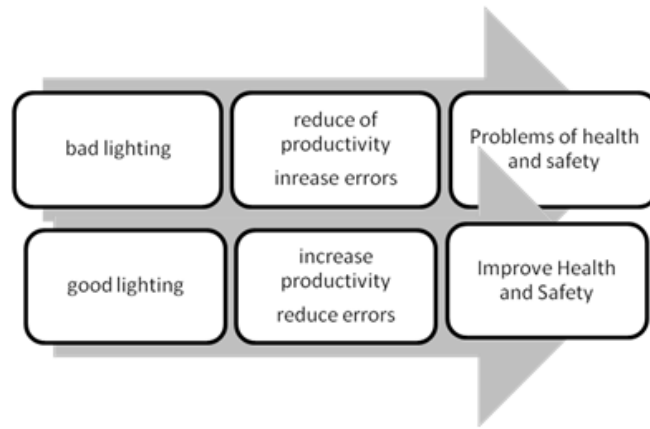 bad lighting
reduce of
productivity
inrease errors
Problems of health
and safety
good lighting
increase
productivity
reduce errors
Improve Health
and Safety